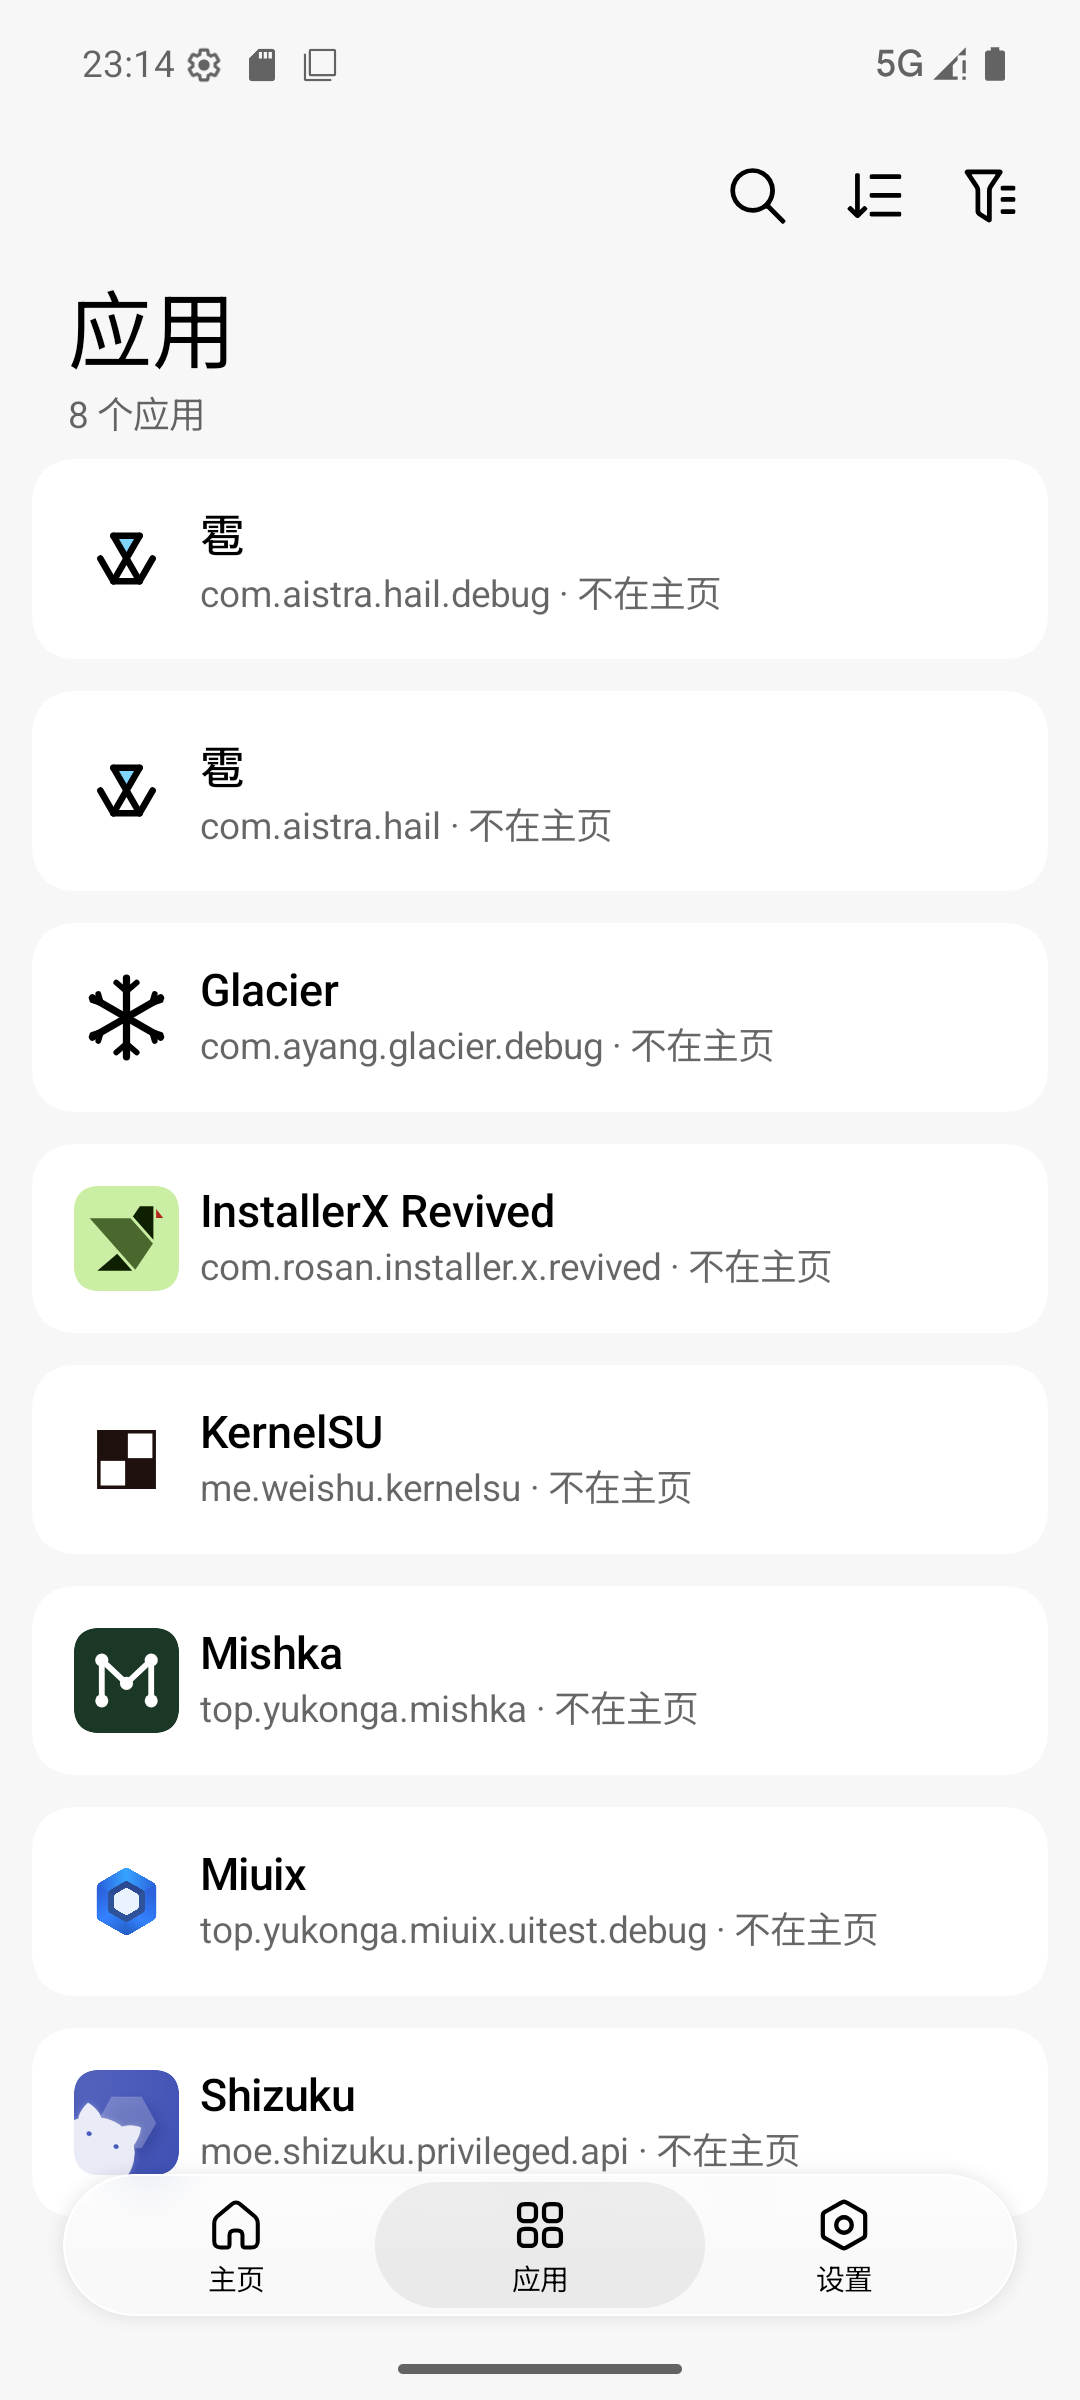 23:14
5G
应用
8 个应用
雹
com.aistra.hail.debug · 不在主页
雹
com.aistra.hail · 不在主页
Glacier
com.ayang.glacier.debug · 不在主页
InstallerX Revived
com.rosan.installer.x.revived · 不在主页
KernelSU
me.weishu.kernelsu · 不在主页
Mishka
top.yukonga.mishka · 不在主页
Miuix
top.yukonga.miuix.uitest.debug · 不在主页
Shizuku
moe.shizuku.privileged.api · 不在主页
主页
应用
设置